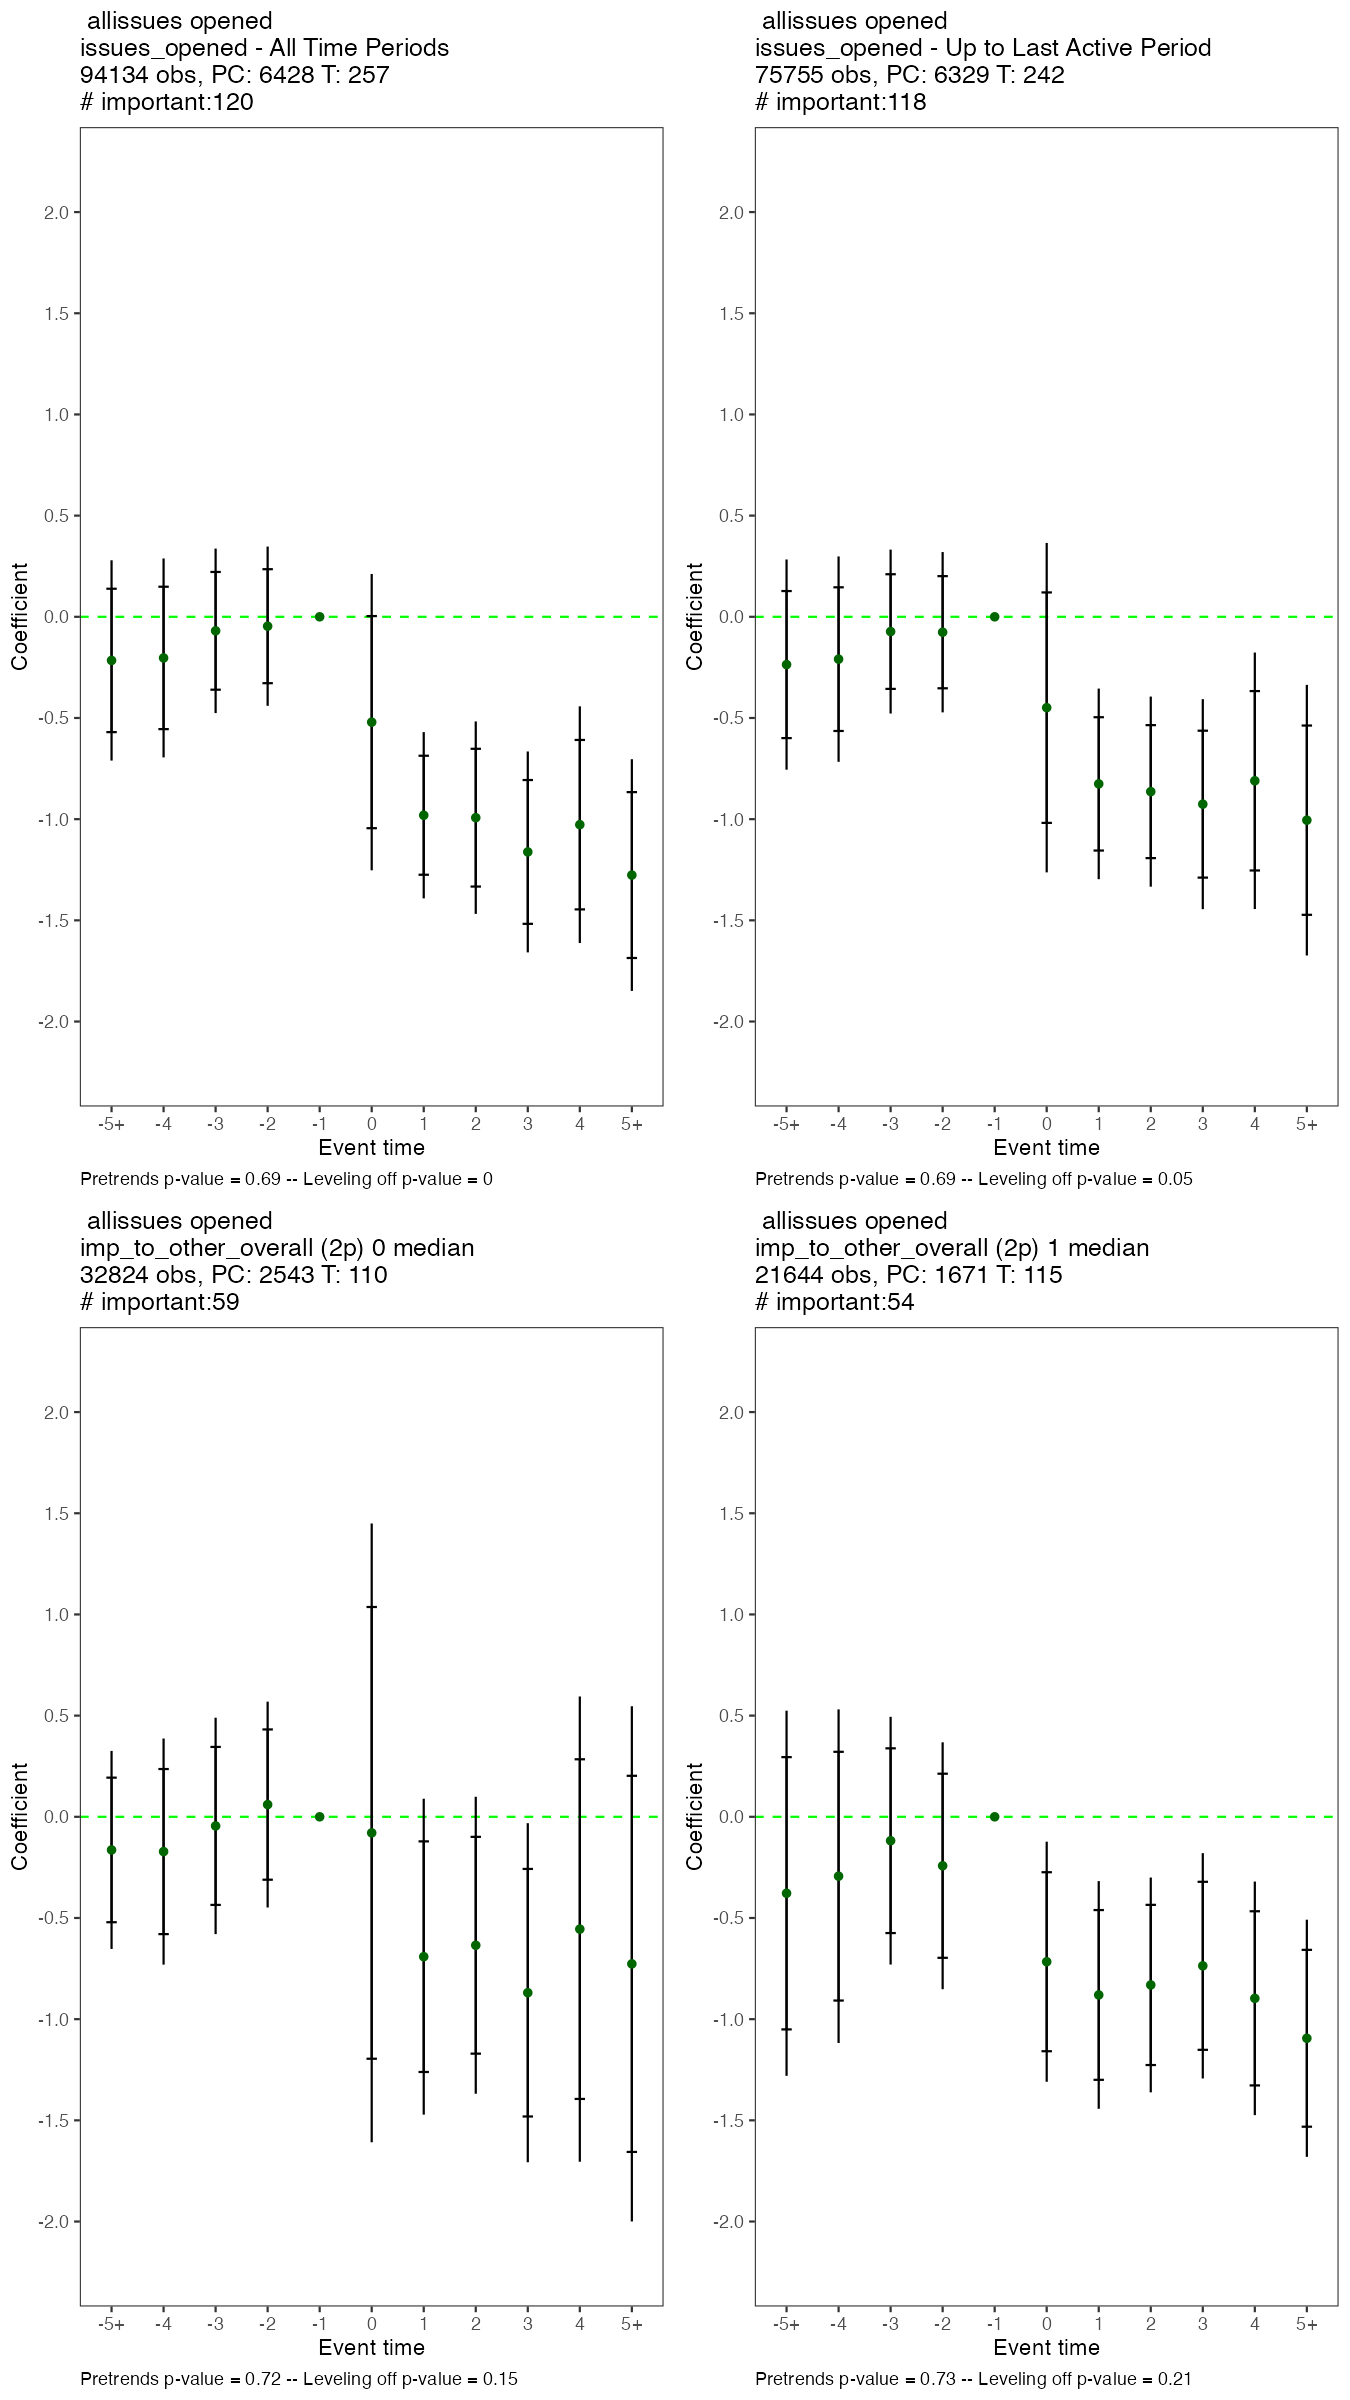 allissues opened
issues_opened - All Time Periods
94134 obs, PC: 6428 T: 257
# important:120
2.0
1.5
1.0
0.5
0.0
-0.5
-1.0
-1.5
-2.0
Coefficient
-5+ -4 -3 -2 -1 0 1 2 3 4 5+
Event time
Pretrends p-value = 0.69 -- Leveling off p-value = 0
allissues opened
issues_opened - Up to Last Active Period
75755 obs, PC: 6329 T: 242
# important:118
2.0
1.5
1.0
0.5
0.0
-0.5
-1.0
-1.5
-2.0
Coefficient
-5+ -4 -3 -2 -1 0 1 2 3 4 5+
Event time
Pretrends p-value = 0.69 -- Leveling off p-value = 0.05
allissues opened
imp_to_other_overall (2p) 0 median
32824 obs, PC: 2543 T: 110
# important:59
2.0
1.5
1.0
0.5
0.0
-0.5
-1.0
-1.5
-2.0
Coefficient
-5+ -4 -3 -2 -1 0 1 2 3 4 5+
Event time
Pretrends p-value = 0.72 -- Leveling off p-value = 0.15
allissues opened
imp_to_other_overall (2p) 1 median
21644 obs, PC: 1671 T: 115
# important:54
2.0
1.5
1.0
0.5
0.0
-0.5
-1.0
-1.5
-2.0
Coefficient
-5+ -4 -3 -2 -1 0 1 2 3 4 5+
Event time
Pretrends p-value = 0.73 -- Leveling off p-value = 0.21